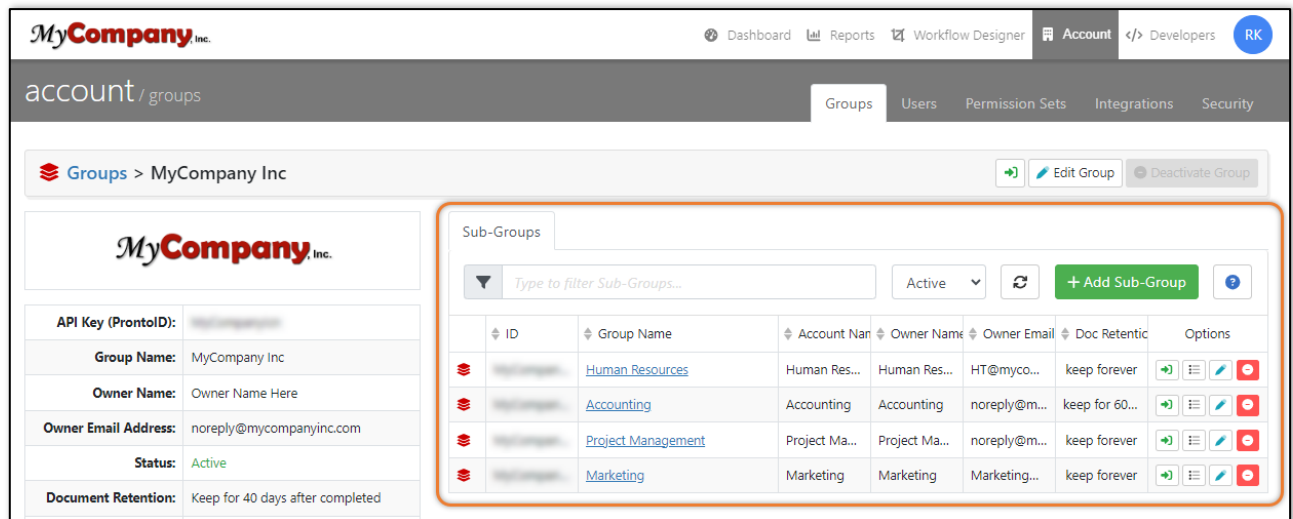 MyCompany, Inc.
Dashboard Reports Workflow Designer Account </> Developers RK
account / groups
Groups Users Permission Sets Integrations Security
Groups > MyCompany Inc
Edit Group Deactivate Group
MyCompany, Inc.
API Key (ProntoID):
Group Name: MyCompany Inc
Owner Name: Owner Name Here
Owner Email Address: noreply@mycompanyinc.com
Status: Active
Document Retention: Keep for 40 days after completed
Sub-Groups
Type to filter Sub-Groups... Active + Add Sub-Group ?
ID Group Name Account Nan Owner Name Owner Email Doc Retentic Options
Human Resources Human Res... Human Res... HT@myco... keep forever
Accounting Accounting Accounting noreply@m... keep for 60...
Project Management Project Ma... Project Ma... noreply@m... keep forever
Marketing Marketing Marketing Marketing... keep forever